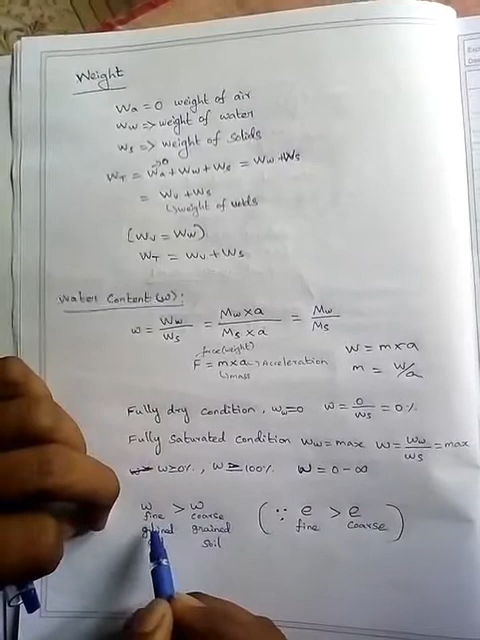 Weight
Wa = 0 weight of air
Ww => weight of water
Ws => weight of solids
WT = Wa→0 + Ww + Ws = Ww + Ws
= Wv + Ws
↳weight of voids
(Wv = Ww)
WT = Wv + Ws
Water Content (ω) :
ω = Ww/Ws = Mw×a/Ms×a = Mw/Ms
force(weight)
F = m×a → Acceleration
↳mass
W = m×a
m = W/a
Fully dry condition, ww=0 ω = 0/Ws = 0%
Fully saturated condition Ww = max W = Ww/Ws = max
W≥0%, W ≥ 100% W = 0 - ∞
w > w (∵ e > e)
fine coarse fine coarse
grained grained
soil